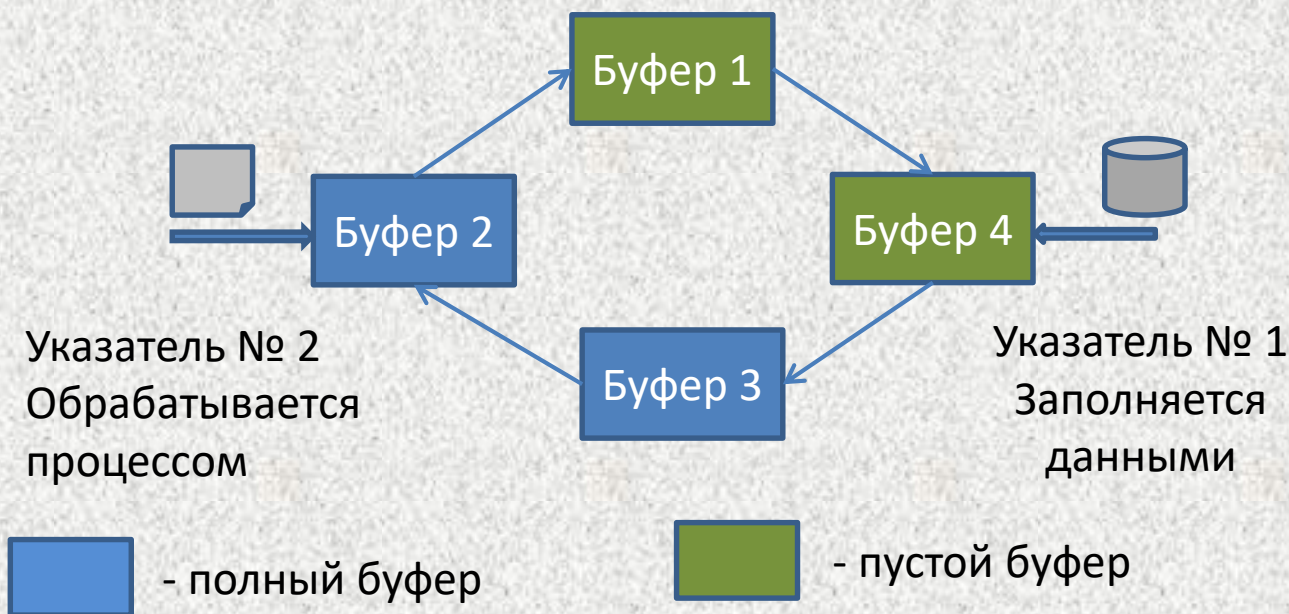 Буфер 1
Буфер 2
Буфер 4
Буфер 3
Указатель № 2
Обрабатывается
процессом
Указатель № 1
Заполняется
данными
- полный буфер
- пустой буфер